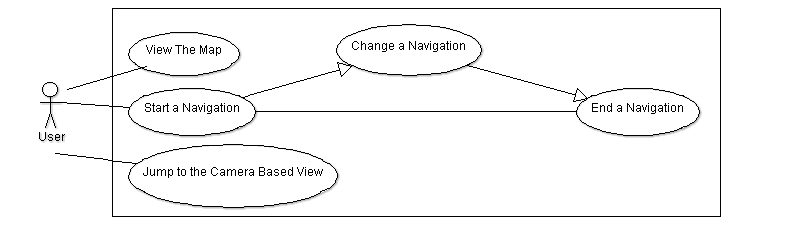 View The Map
Change a Navigation
Start a Navigation
End a Navigation
User
Jump to the Camera Based View